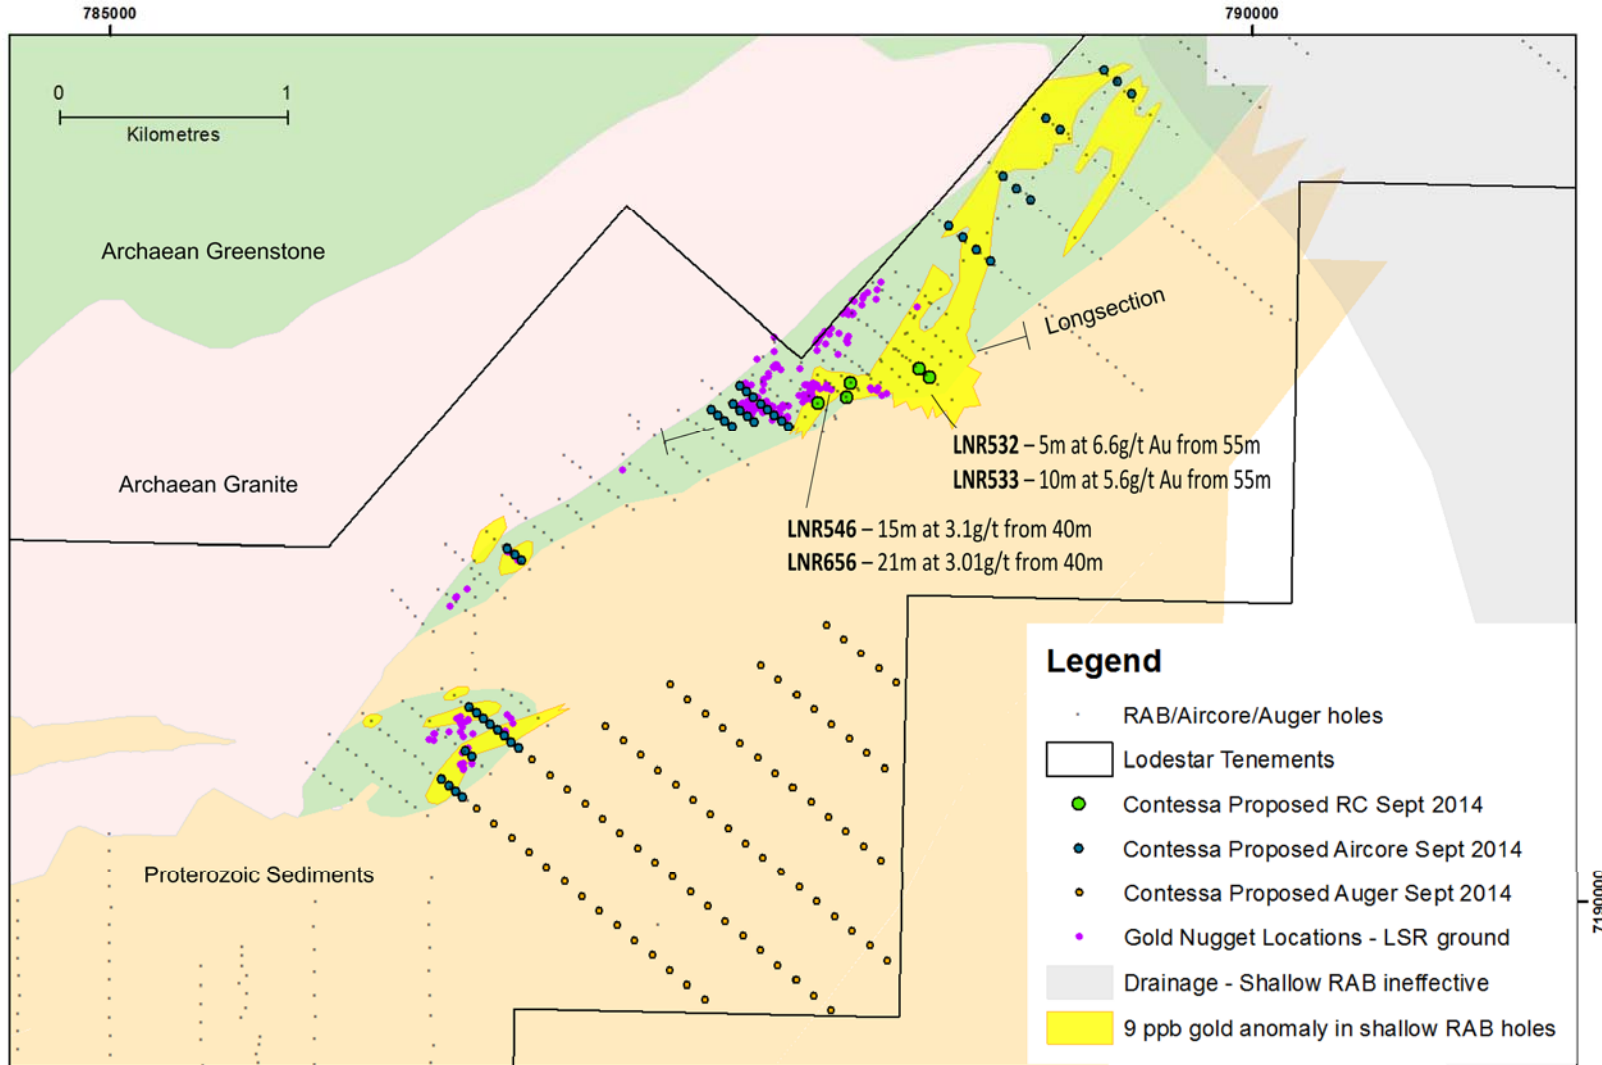 785000
790000
0 1
Kilometres
Archaean Greenstone
Longsection
LNR532 – 5m at 6.6g/t Au from 55m
LNR533 – 10m at 5.6g/t Au from 55m
Archaean Granite
LNR546 – 15m at 3.1g/t from 40m
LNR656 – 21m at 3.01g/t from 40m
Proterozoic Sediments
Legend
RAB/Aircore/Auger holes
Lodestar Tenements
Contessa Proposed RC Sept 2014
Contessa Proposed Aircore Sept 2014
Contessa Proposed Auger Sept 2014
Gold Nugget Locations - LSR ground
Drainage - Shallow RAB ineffective
9 ppb gold anomaly in shallow RAB holes
7190000